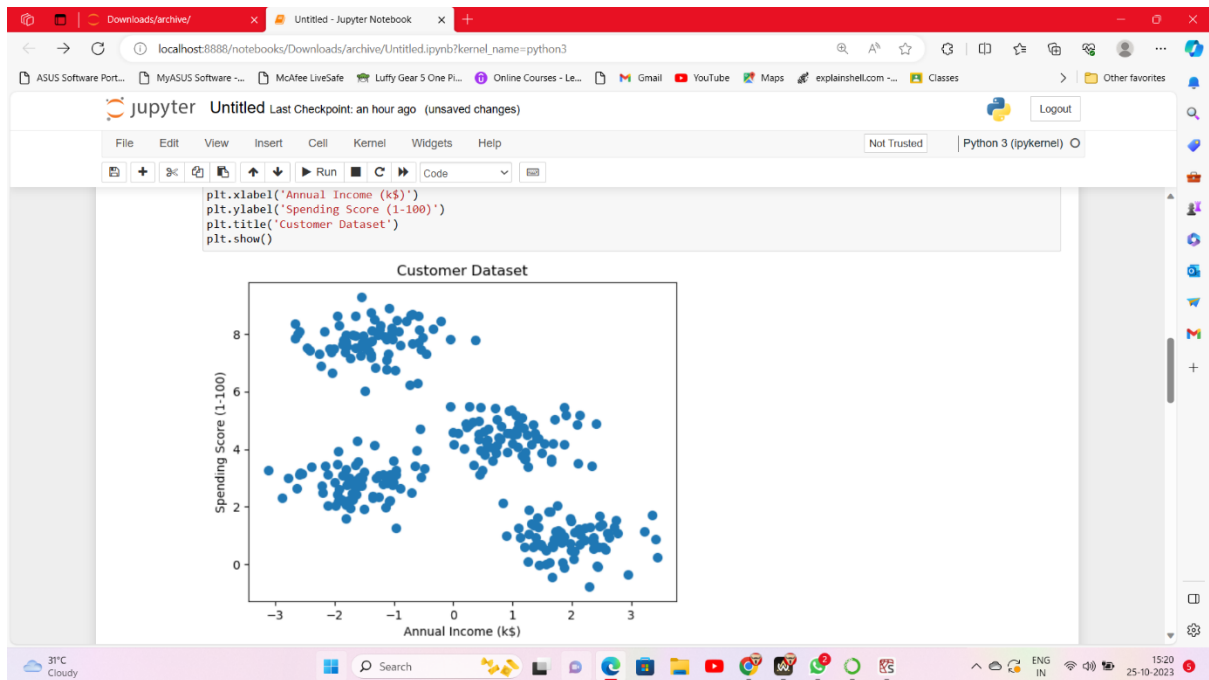 Downloads/archive/
Untitled - Jupyter Notebook
localhost:8888/notebooks/Downloads/archive/Untitled.ipynb?kernel_name=python3
ASUS Software Port... MyASUS Software -... McAfee LiveSafe Luffy Gear 5 One Pi... Online Courses - Le... Gmail YouTube Maps explainshell.com -... Classes Other favorites
jupyter Untitled Last Checkpoint: an hour ago (unsaved changes) Logout
File Edit View Insert Cell Kernel Widgets Help Not Trusted Python 3 (ipykernel)
Run Code
plt.xlabel('Annual Income (k$)')
plt.ylabel('Spending Score (1-100)')
plt.title('Customer Dataset')
plt.show()
Customer Dataset
Spending Score (1-100)
8
6
4
2
0
−3 −2 −1 0 1 2 3
Annual Income (k$)
31°C
Cloudy
Search
2
ENG
IN
15:20
25-10-2023
5